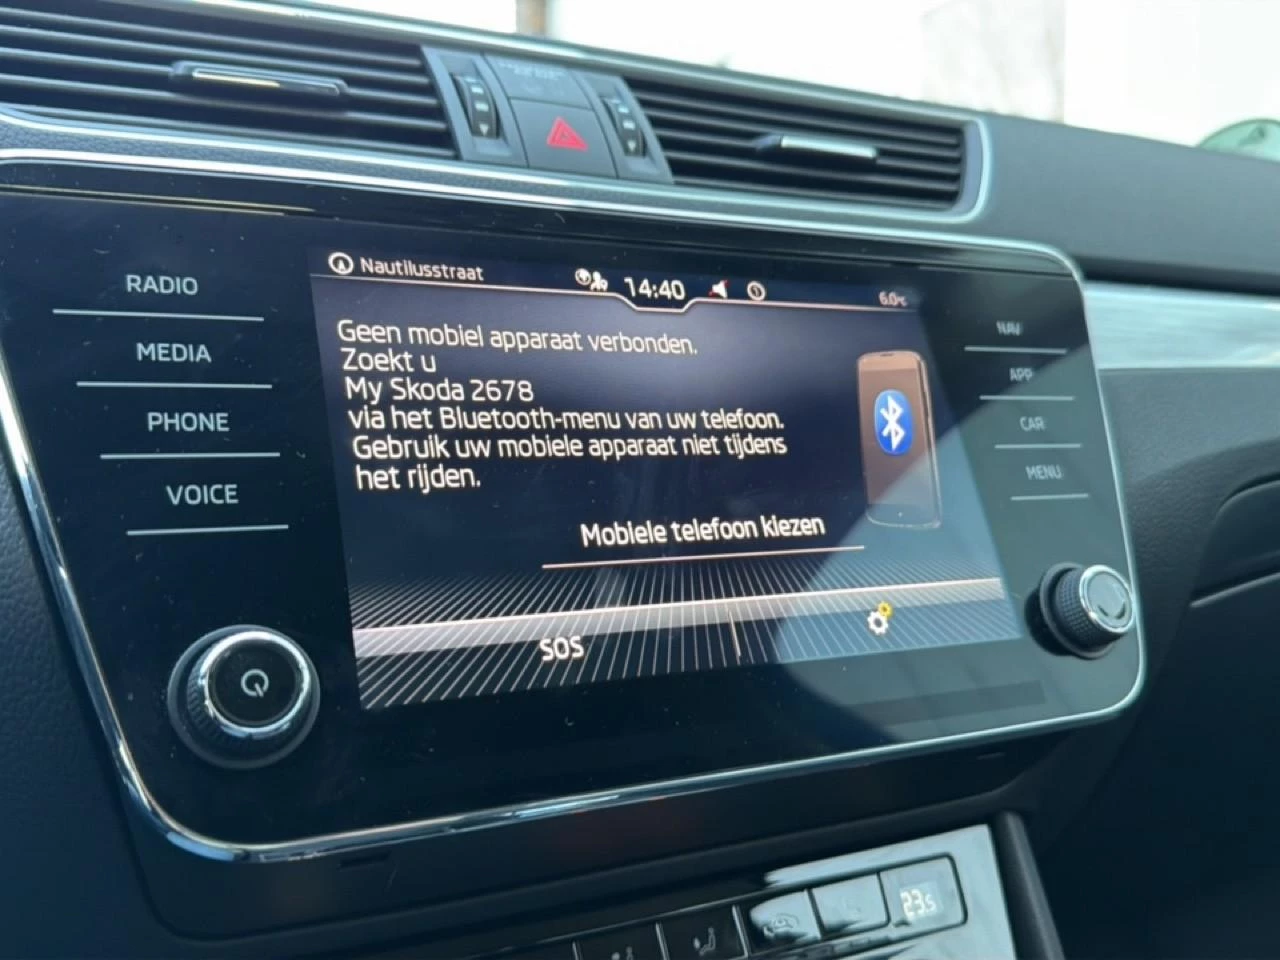 Nautilusstraat 14:40 6.0°C
RADIO
MEDIA
PHONE
VOICE
Geen mobiel apparaat verbonden.
Zoekt u
My Skoda 2678
via het Bluetooth-menu van uw telefoon.
Gebruik uw mobiele apparaat niet tijdens
het rijden.
Mobiele telefoon kiezen
SOS
NAV
APP
CAR
MENU
23.5